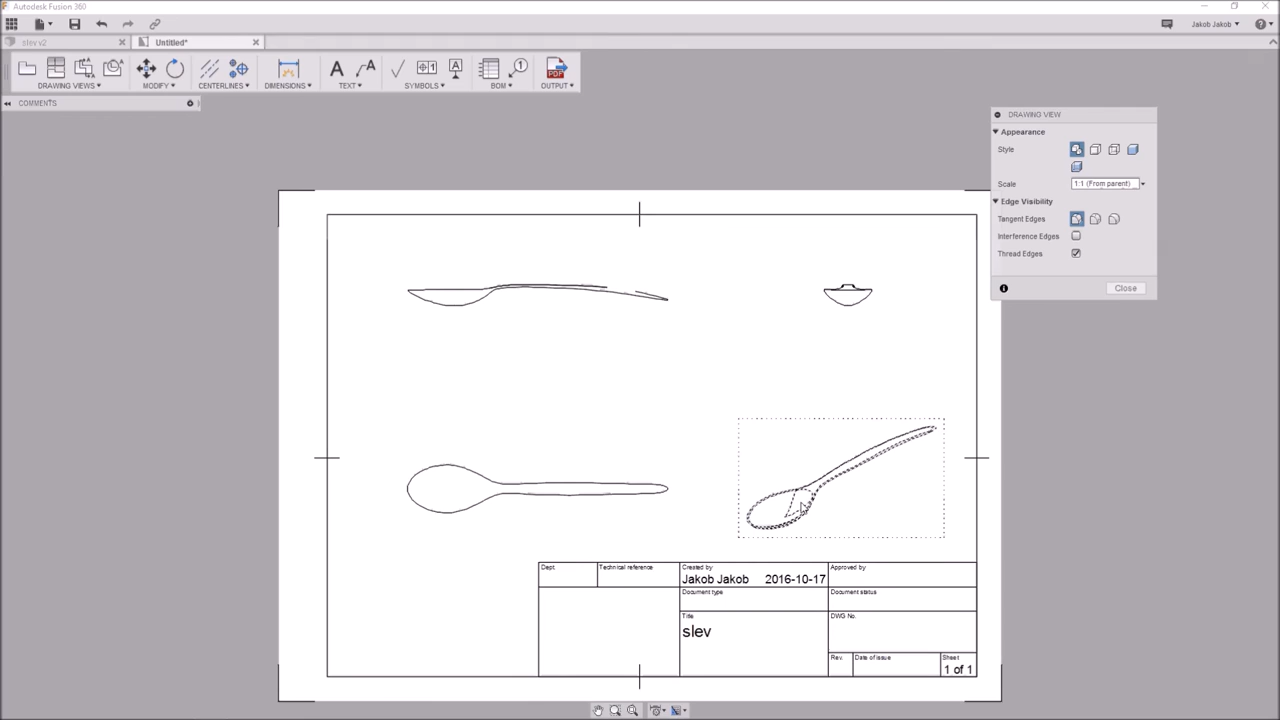 Autodesk Fusion 360
Jakob Jakob
slev v2
Untitled*
DRAWING VIEWS
MODIFY
CENTERLINES
DIMENSIONS
TEXT
SYMBOLS
BOM
OUTPUT
COMMENTS
DRAWING VIEW
Appearance
Style
Scale 1:1 (From parent)
Edge Visibility
Tangent Edges
Interference Edges
Thread Edges
Close
Dept.
Technical reference
Created by
Approved by
Jakob Jakob 2016-10-17
Document type
Document status
Title
DWG No.
slev
Rev.
Date of issue
Sheet
1 of 1